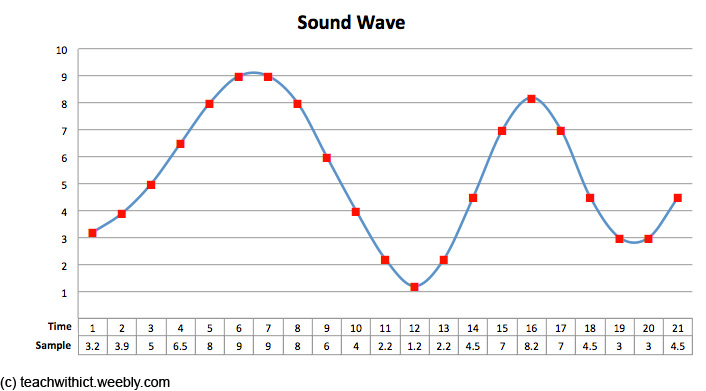 Sound Wave
10
9
8
7
6
5
4
3
2
1
Time 1 2 3 4 5 6 7 8 9 10 11 12 13 14 15 16 17 18 19 20 21
Sample 3.2 3.9 5 6.5 8 9 9 8 6 4 2.2 1.2 2.2 4.5 7 8.2 7 4.5 3 3 4.5
(c) teachwithict.weebly.com